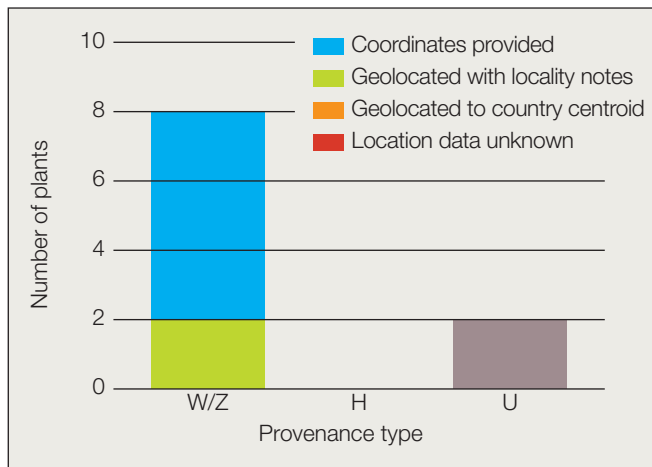 10
8
6
4
2
0
Number of plants
Coordinates provided
Geolocated with locality notes
Geolocated to country centroid
Location data unknown
W/Z H U
Provenance type